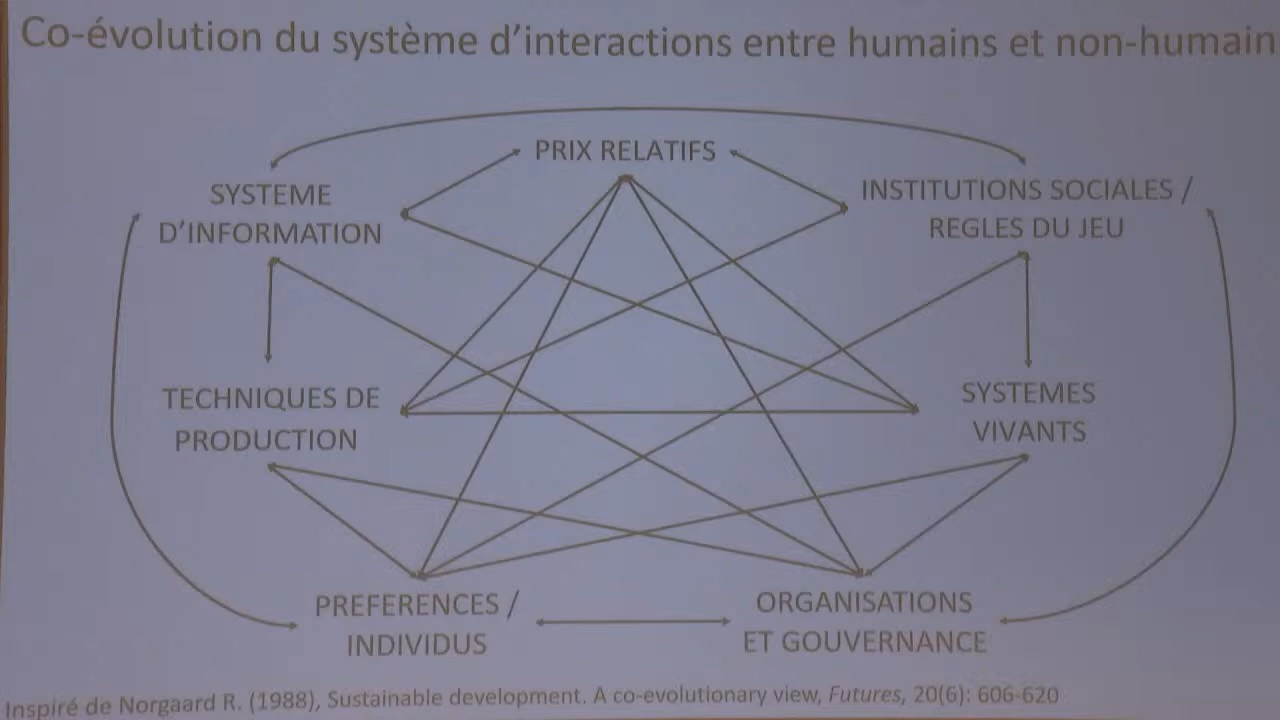 Co-évolution du système d'interactions entre humains et non-humain
PRIX RELATIFS
SYSTEME
D'INFORMATION
INSTITUTIONS SOCIALES /
REGLES DU JEU
TECHNIQUES DE
PRODUCTION
SYSTEMES
VIVANTS
PREFERENCES /
INDIVIDUS
ORGANISATIONS
ET GOUVERNANCE
Inspiré de Norgaard R. (1988), Sustainable development. A co-evolutionary view, Futures, 20(6): 606-620